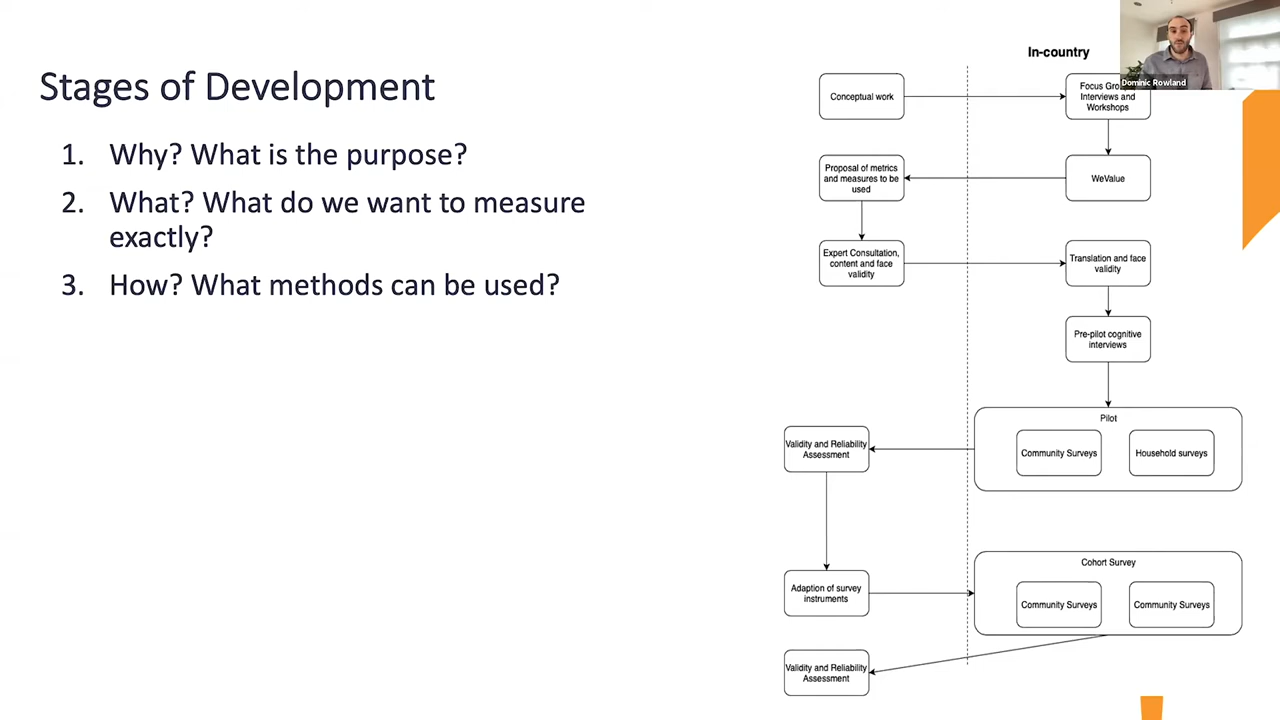 Stages of Development
1. Why? What is the purpose?
2. What? What do we want to measure
exactly?
3. How? What methods can be used?
In-country
Dominic Rowland
Conceptual work
Focus
Interviews and
Workshops
Proposal of metrics
and measures to be
used
WeValue
Expert Consultation,
content and face
validity
Translation and face
validity
Pre-pilot cognitive
interviews
Pilot
Community Surveys
Household surveys
Validity and Reliability
Assessment
Cohort Survey
Community Surveys
Community Surveys
Adaption of survey
instruments
Validity and Reliability
Assessment